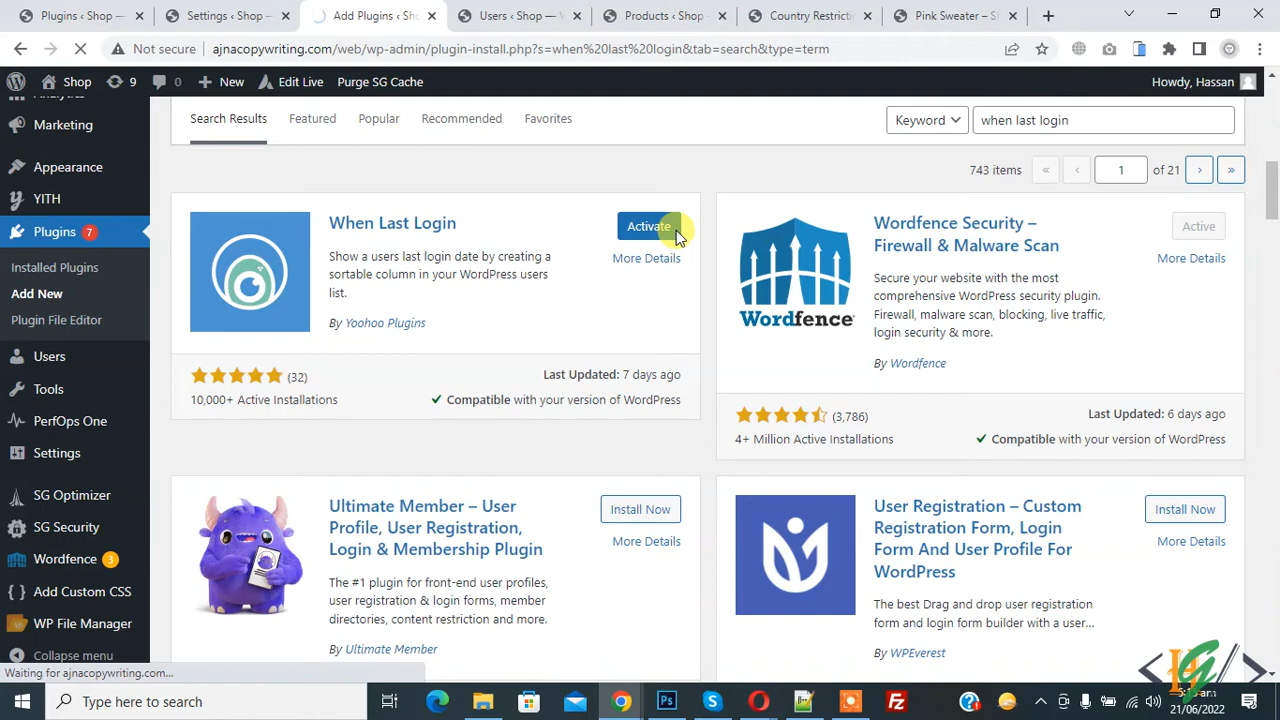 Plugins ‹ Shop —
Settings ‹ Shop —
Add Plugins ‹ Sho
Users ‹ Shop — W
Products ‹ Shop
Country Restricti
Pink Sweater – S
Not secure
ajnacopywriting.com/web/wp-admin/plugin-install.php?s=when%20last%20login&tab=search&type=term
Shop
9
0
New
Edit Live
Purge SG Cache
Howdy, Hassan
Analytics
Marketing
Appearance
YITH
Plugins 7
Installed Plugins
Add New
Plugin File Editor
Users
Tools
PerfOps One
Settings
SG Optimizer
SG Security
Wordfence 3
Add Custom CSS
WP File Manager
Collapse menu
Search Results
Featured
Popular
Recommended
Favorites
Keyword
when last login
743 items
« ‹ 1 of 21 › »
When Last Login
Activate
More Details
Show a users last login date by creating a
sortable column in your WordPress users
list.
By Yoohoo Plugins
(32)
10,000+ Active Installations
Last Updated: 7 days ago
Compatible with your version of WordPress
Wordfence
Wordfence Security –
Firewall & Malware Scan
Active
More Details
Secure your website with the most
comprehensive WordPress security plugin.
Firewall, malware scan, blocking, live traffic,
login security & more.
By Wordfence
(3,786)
4+ Million Active Installations
Last Updated: 6 days ago
Compatible with your version of WordPress
Ultimate Member – User
Profile, User Registration,
Login & Membership Plugin
Install Now
More Details
The #1 plugin for front-end user profiles,
user registration & login forms, member
directories, content restriction and more.
By Ultimate Member
User Registration – Custom
Registration Form, Login
Form And User Profile For
WordPress
Install Now
More Details
The best Drag and drop user registration
form and login form builder with a user...
By WPEverest
Waiting for ajnacopywriting.com...
Type here to search
21/06/2022